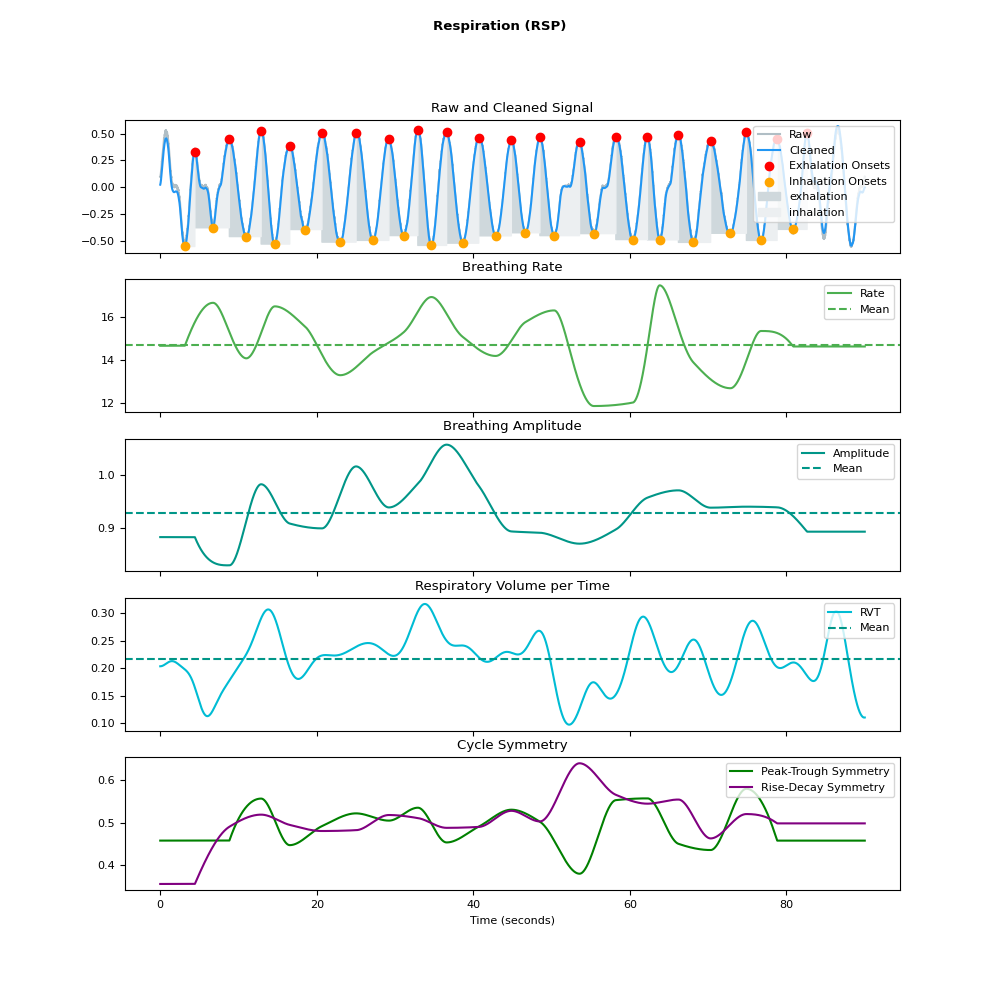 Respiration (RSP)
Raw and Cleaned Signal
0.50
0.25
0.00
−0.25
−0.50
Raw
Cleaned
Exhalation Onsets
Inhalation Onsets
exhalation
inhalation
Breathing Rate
16
14
12
Rate
Mean
Breathing Amplitude
1.0
0.9
Amplitude
Mean
Respiratory Volume per Time
0.30
0.25
0.20
0.15
0.10
RVT
Mean
Cycle Symmetry
0.6
0.5
0.4
Peak-Trough Symmetry
Rise-Decay Symmetry
0 20 40 60 80
Time (seconds)